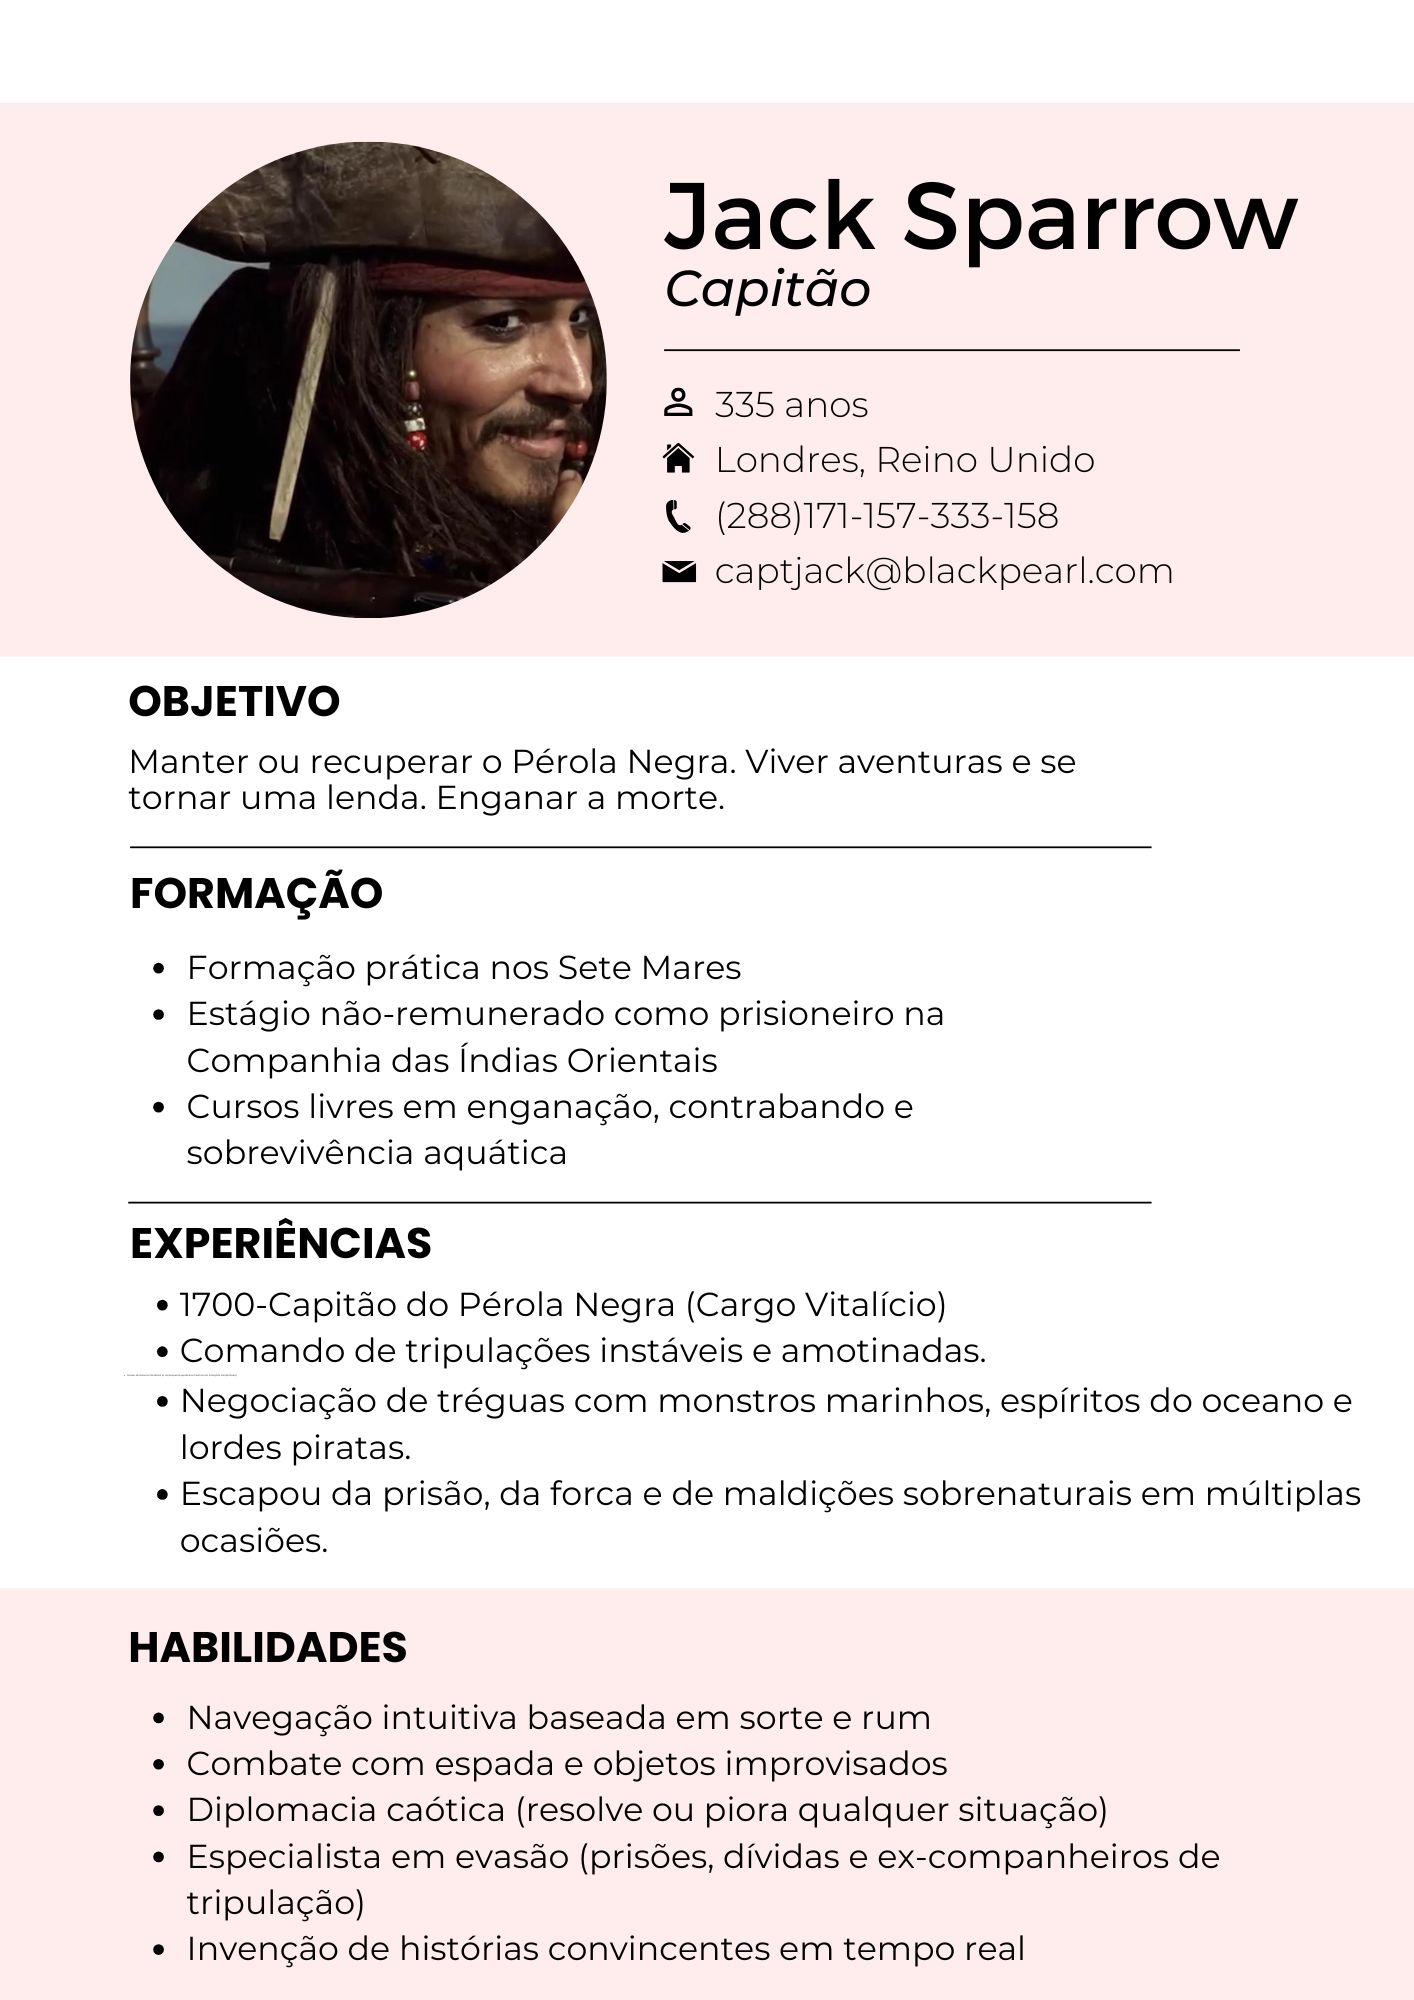 Jack Sparrow
Capitão
335 anos
Londres, Reino Unido
(288)171-157-333-158
captjack@blackpearl.com
OBJETIVO
Manter ou recuperar o Pérola Negra. Viver aventuras e se
tornar uma lenda. Enganar a morte.
FORMAÇÃO
• Formação prática nos Sete Mares
• Estágio não-remunerado como prisioneiro na
Companhia das Índias Orientais
• Cursos livres em enganação, contrabando e
sobrevivência aquática
EXPERIÊNCIAS
• 1700-Capitão do Pérola Negra (Cargo Vitalício)
• Comando de tripulações instáveis e amotinadas.
• Negociação de tréguas com monstros marinhos, espíritos do oceano e
lordes piratas.
• Escapou da prisão, da forca e de maldições sobrenaturais em múltiplas
ocasiões.
HABILIDADES
• Navegação intuitiva baseada em sorte e rum
• Combate com espada e objetos improvisados
• Diplomacia caótica (resolve ou piora qualquer situação)
• Especialista em evasão (prisões, dívidas e ex-companheiros de
tripulação)
• Invenção de histórias convincentes em tempo real